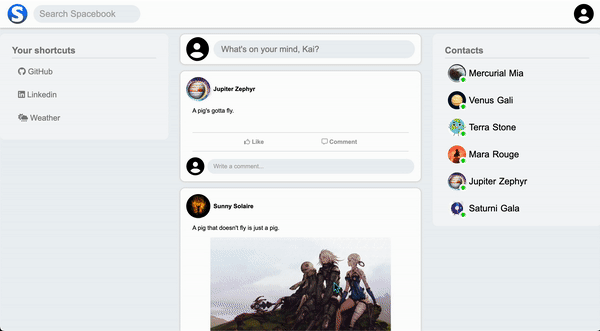 S
Search Spacebook
Your shortcuts
GitHub
Linkedin
Weather
What's on your mind, Kai?
Jupiter Zephyr
A pig's gotta fly.
Like
Comment
Write a comment...
Sunny Solaire
A pig that doesn't fly is just a pig.
Contacts
Mercurial Mia
Venus Gali
Terra Stone
Mara Rouge
Jupiter Zephyr
Saturni Gala